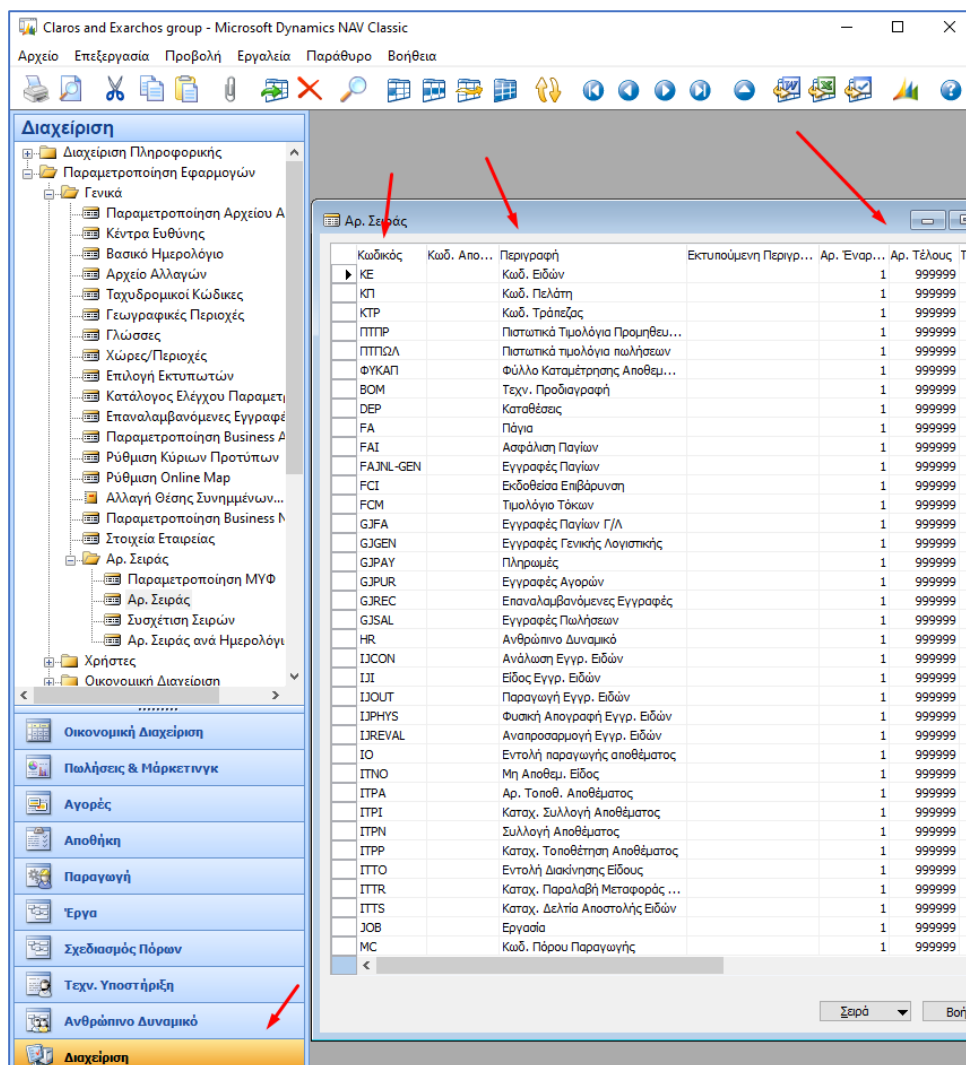 Claros and Exarchos group - Microsoft Dynamics NAV Classic
Αρχείο Επεξεργασία Προβολή Εργαλεία Παράθυρο Βοήθεια
Διαχείριση
Διαχείριση Πληροφορικής
Παραμετροποίηση Εφαρμογών
Γενικά
Παραμετροποίηση Αρχείου Α
Κέντρα Ευθύνης
Βασικό Ημερολόγιο
Αρχείο Αλλαγών
Ταχυδρομικοί Κώδικες
Γεωγραφικές Περιοχές
Γλώσσες
Χώρες/Περιοχές
Επιλογή Εκτυπωτών
Κατάλογος Ελέγχου Παραμετρ
Επαναλαμβανόμενες Εγγραφέ
Παραμετροποίηση Business A
Ρύθμιση Κύριων Προτύπων
Ρύθμιση Online Map
Αλλαγή Θέσης Συνημμένων...
Παραμετροποίηση Business N
Στοιχεία Εταιρείας
Αρ. Σειράς
Παραμετροποίηση ΜΥΦ
Αρ. Σειράς
Συσχέτιση Σειρών
Αρ. Σειράς ανά Ημερολόγι
Χρήστες
Οικονομική Διαχείριση
Οικονομική Διαχείριση
Πωλήσεις & Μάρκετινγκ
Αγορές
Αποθήκη
Παραγωγή
Έργα
Σχεδιασμός Πόρων
Τεχν. Υποστήριξη
Ανθρώπινο Δυναμικό
Διαχείριση
Αρ. Σειράς
Κωδικός Κωδ. Απο... Περιγραφή Εκτυπούμενη Περιγρ... Αρ. Έναρ... Αρ. Τέλους Τ
ΚΕ Κωδ. Ειδών 1 999999
ΚΠ Κωδ. Πελάτη 1 999999
ΚΤΡ Κωδ. Τράπεζας 1 999999
ΠΤΠΡ Πιστωτικά Τιμολόγια Προμηθευ... 1 999999
ΠΤΠΩΛ Πιστωτικά τιμολόγια πωλήσεων 1 999999
ΦΥΚΑΠ Φύλλο Καταμέτρησης Αποθεμ... 1 999999
BOM Τεχν. Προδιαγραφή 1 999999
DEP Καταθέσεις 1 999999
FA Πάγια 1 999999
FAI Ασφάλιση Παγίων 1 999999
FAJNL-GEN Εγγραφές Παγίων 1 999999
FCI Εκδοθείσα Επιβάρυνση 1 999999
FCM Τιμολόγιο Τόκων 1 999999
GJFA Εγγραφές Παγίων Γ/Λ 1 999999
GJGEN Εγγραφές Γενικής Λογιστικής 1 999999
GJPAY Πληρωμές 1 999999
GJPUR Εγγραφές Αγορών 1 999999
GJREC Επαναλαμβανόμενες Εγγραφές 1 999999
GJSAL Εγγραφές Πωλήσεων 1 999999
HR Ανθρώπινο Δυναμικό 1 999999
IJCON Ανάλωση Εγγρ. Ειδών 1 999999
IJI Είδος Εγγρ. Ειδών 1 999999
IJOUT Παραγωγή Εγγρ. Ειδών 1 999999
IJPHYS Φυσική Απογραφή Εγγρ. Ειδών 1 999999
IJREVAL Αναπροσαρμογή Εγγρ. Ειδών 1 999999
IO Εντολή παραγωγής αποθέματος 1 999999
ITNO Μη Αποθεμ. Είδος 1 999999
ITPA Αρ. Τοποθ. Αποθέματος 1 999999
ITPI Καταχ. Συλλογή Αποθέματος 1 999999
ITPN Συλλογή Αποθέματος 1 999999
ITPP Καταχ. Τοποθέτηση Αποθέματος 1 999999
ITTO Εντολή Διακίνησης Είδους 1 999999
ITTR Καταχ. Παραλαβή Μεταφοράς ... 1 999999
ITTS Καταχ. Δελτία Αποστολής Ειδών 1 999999
JOB Εργασία 1 999999
MC Κωδ. Πόρου Παραγωγής 1 999999
Σειρά Βοή